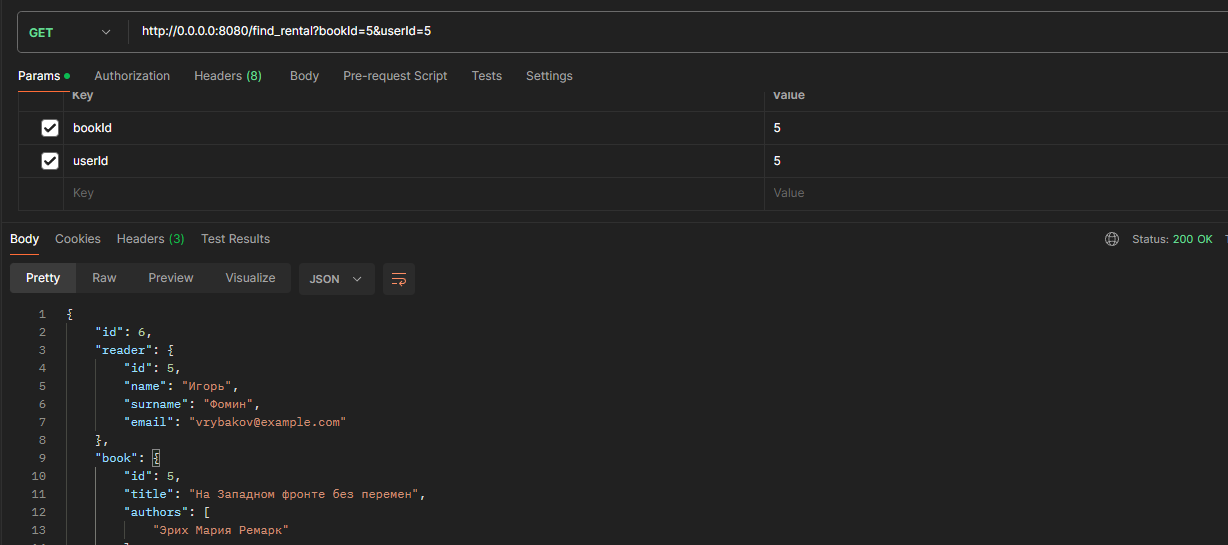 GET http://0.0.0.0:8080/find_rental?bookId=5&userId=5
Params Authorization Headers (8) Body Pre-request Script Tests Settings
Key Value
bookId 5
userId 5
Key Value
Body Cookies Headers (3) Test Results Status: 200 OK
Pretty Raw Preview Visualize JSON
1 {
2 "id": 6,
3 "reader": {
4 "id": 5,
5 "name": "Игорь",
6 "surname": "Фомин",
7 "email": "vrybakov@example.com"
8 },
9 "book": {
10 "id": 5,
11 "title": "На Западном фронте без перемен",
12 "authors": [
13 "Эрих Мария Ремарк"